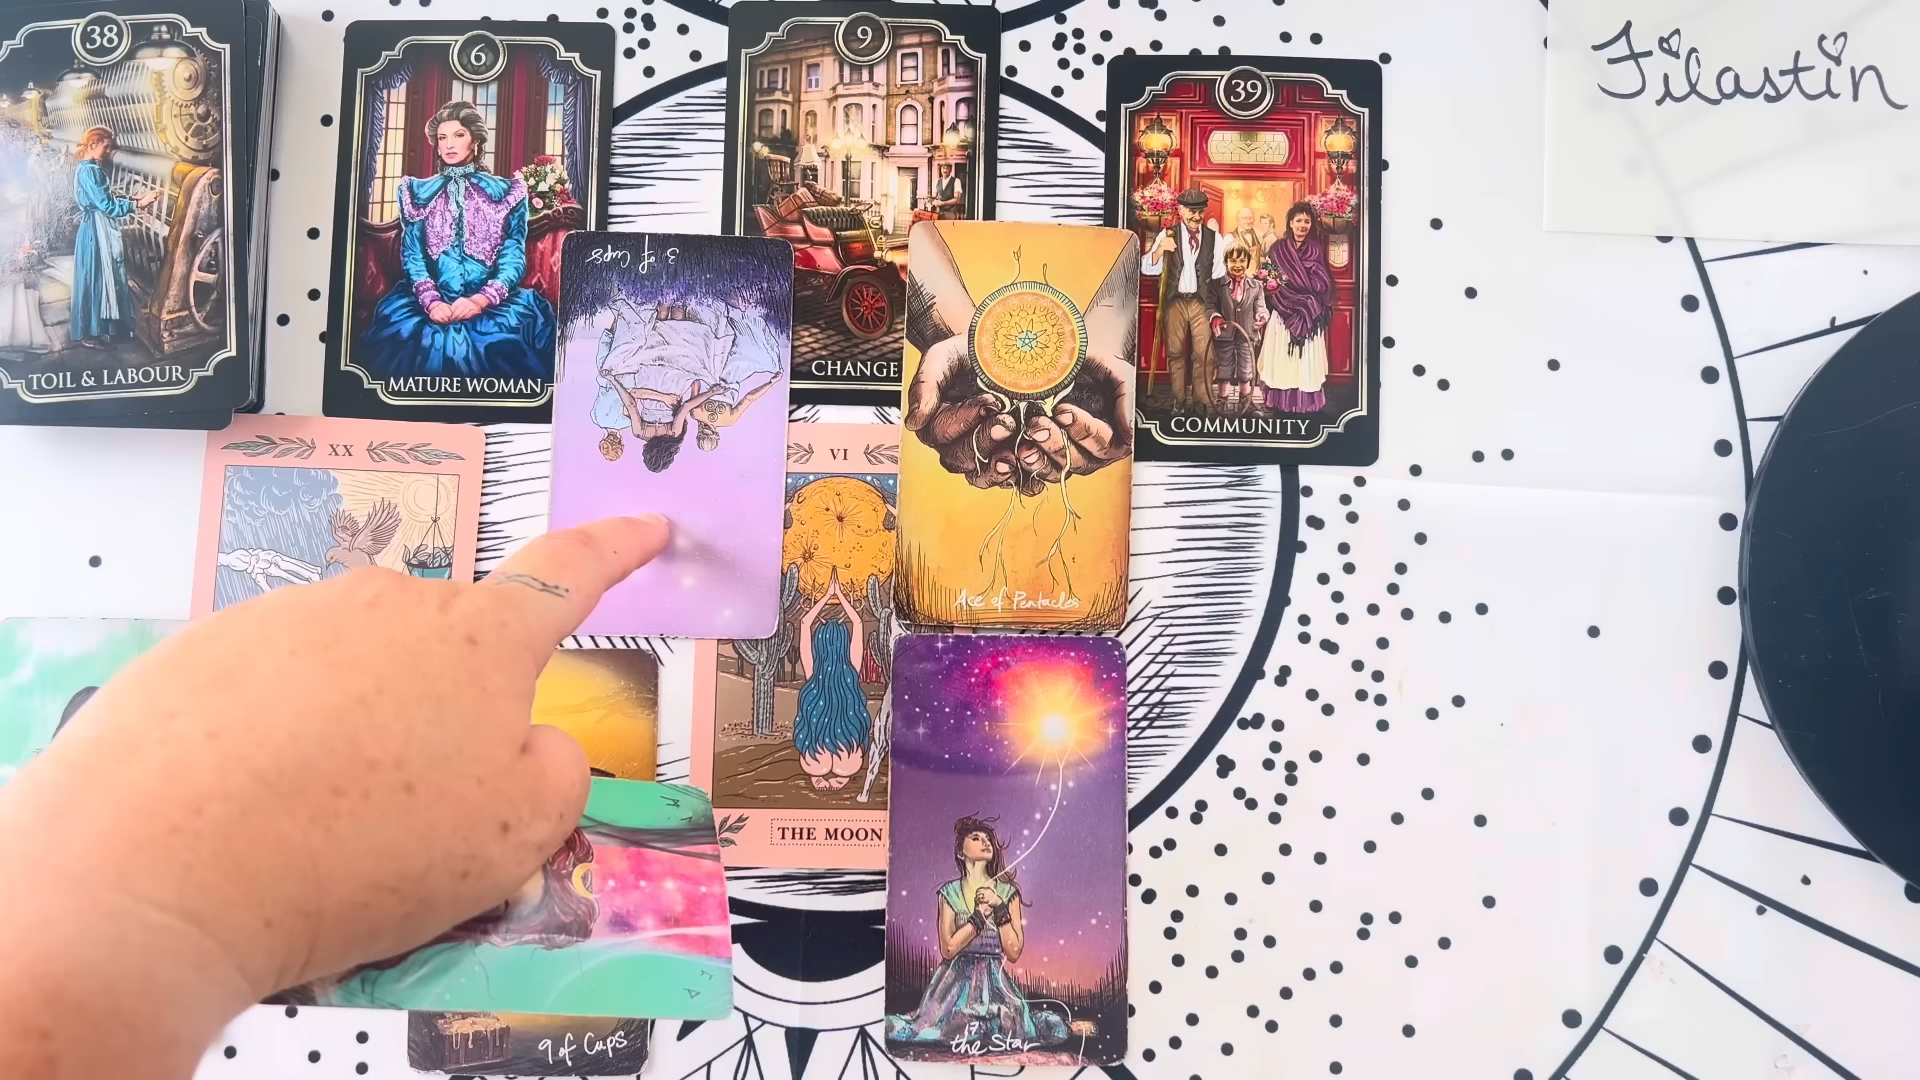 38
TOIL & LABOUR
6
MATURE WOMAN
9
CHANGE
39
COMMUNITY
Filastin
3 of Cups
XX
VI
Ace of Pentacles
THE MOON
17
the Star
9 of Cups